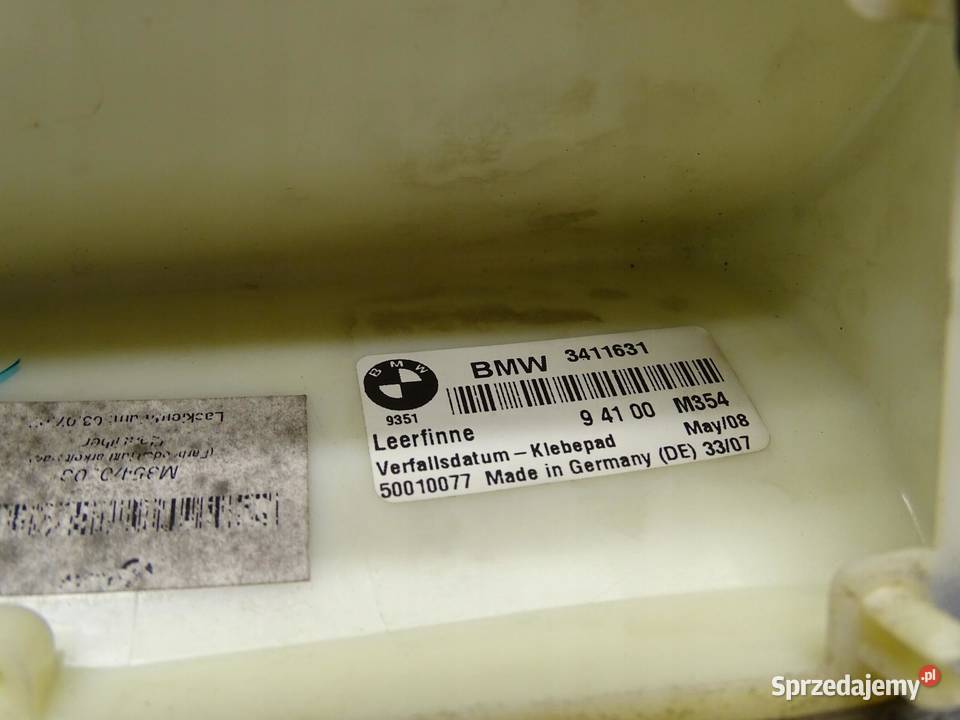 BMW
BMW 3411631
9351
9 41 00 M354
Leerfinne May/08
Verfallsdatum – Klebepad
50010077 Made in Germany (DE) 33/07
Sprzedajemy.pl